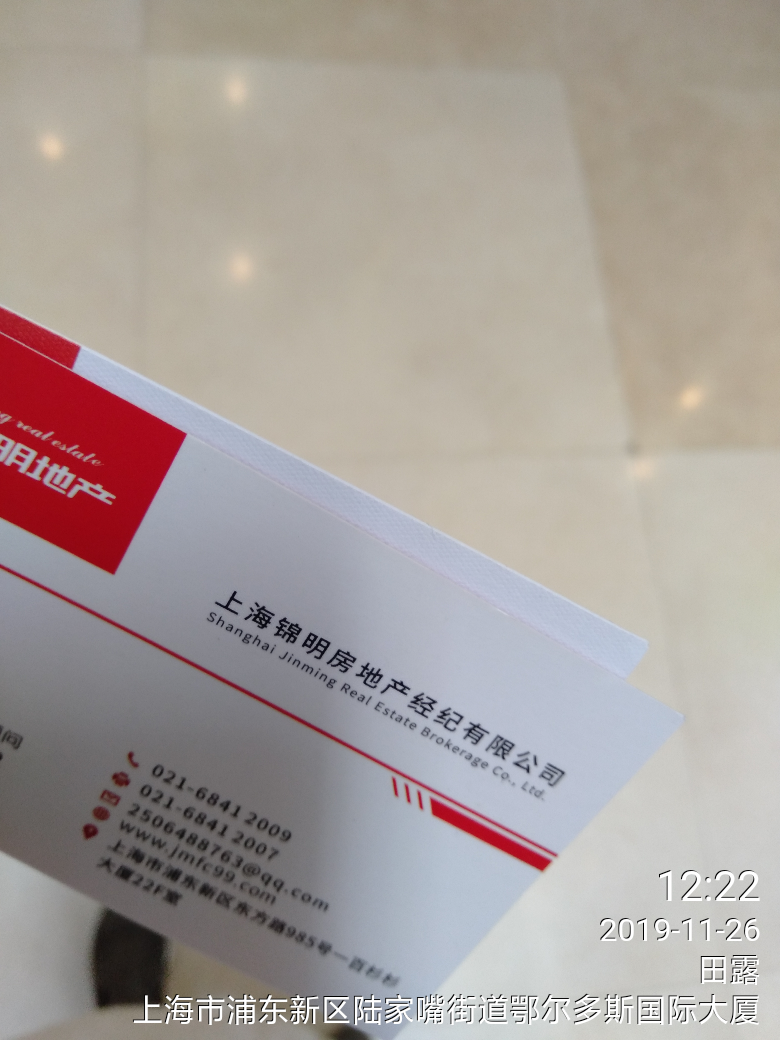 g real estate
明地产
上海锦明房地产经纪有限公司
Shanghai Jinming Real Estate Brokerage Co., Ltd.
问
021-6841 2009
021-6841 2007
2506488763@qq.com
www.jmfc99.com
上海市浦东新区东方路985号一百杉杉
大厦22F室
12:22
2019-11-26
田露
上海市浦东新区陆家嘴街道鄂尔多斯国际大厦